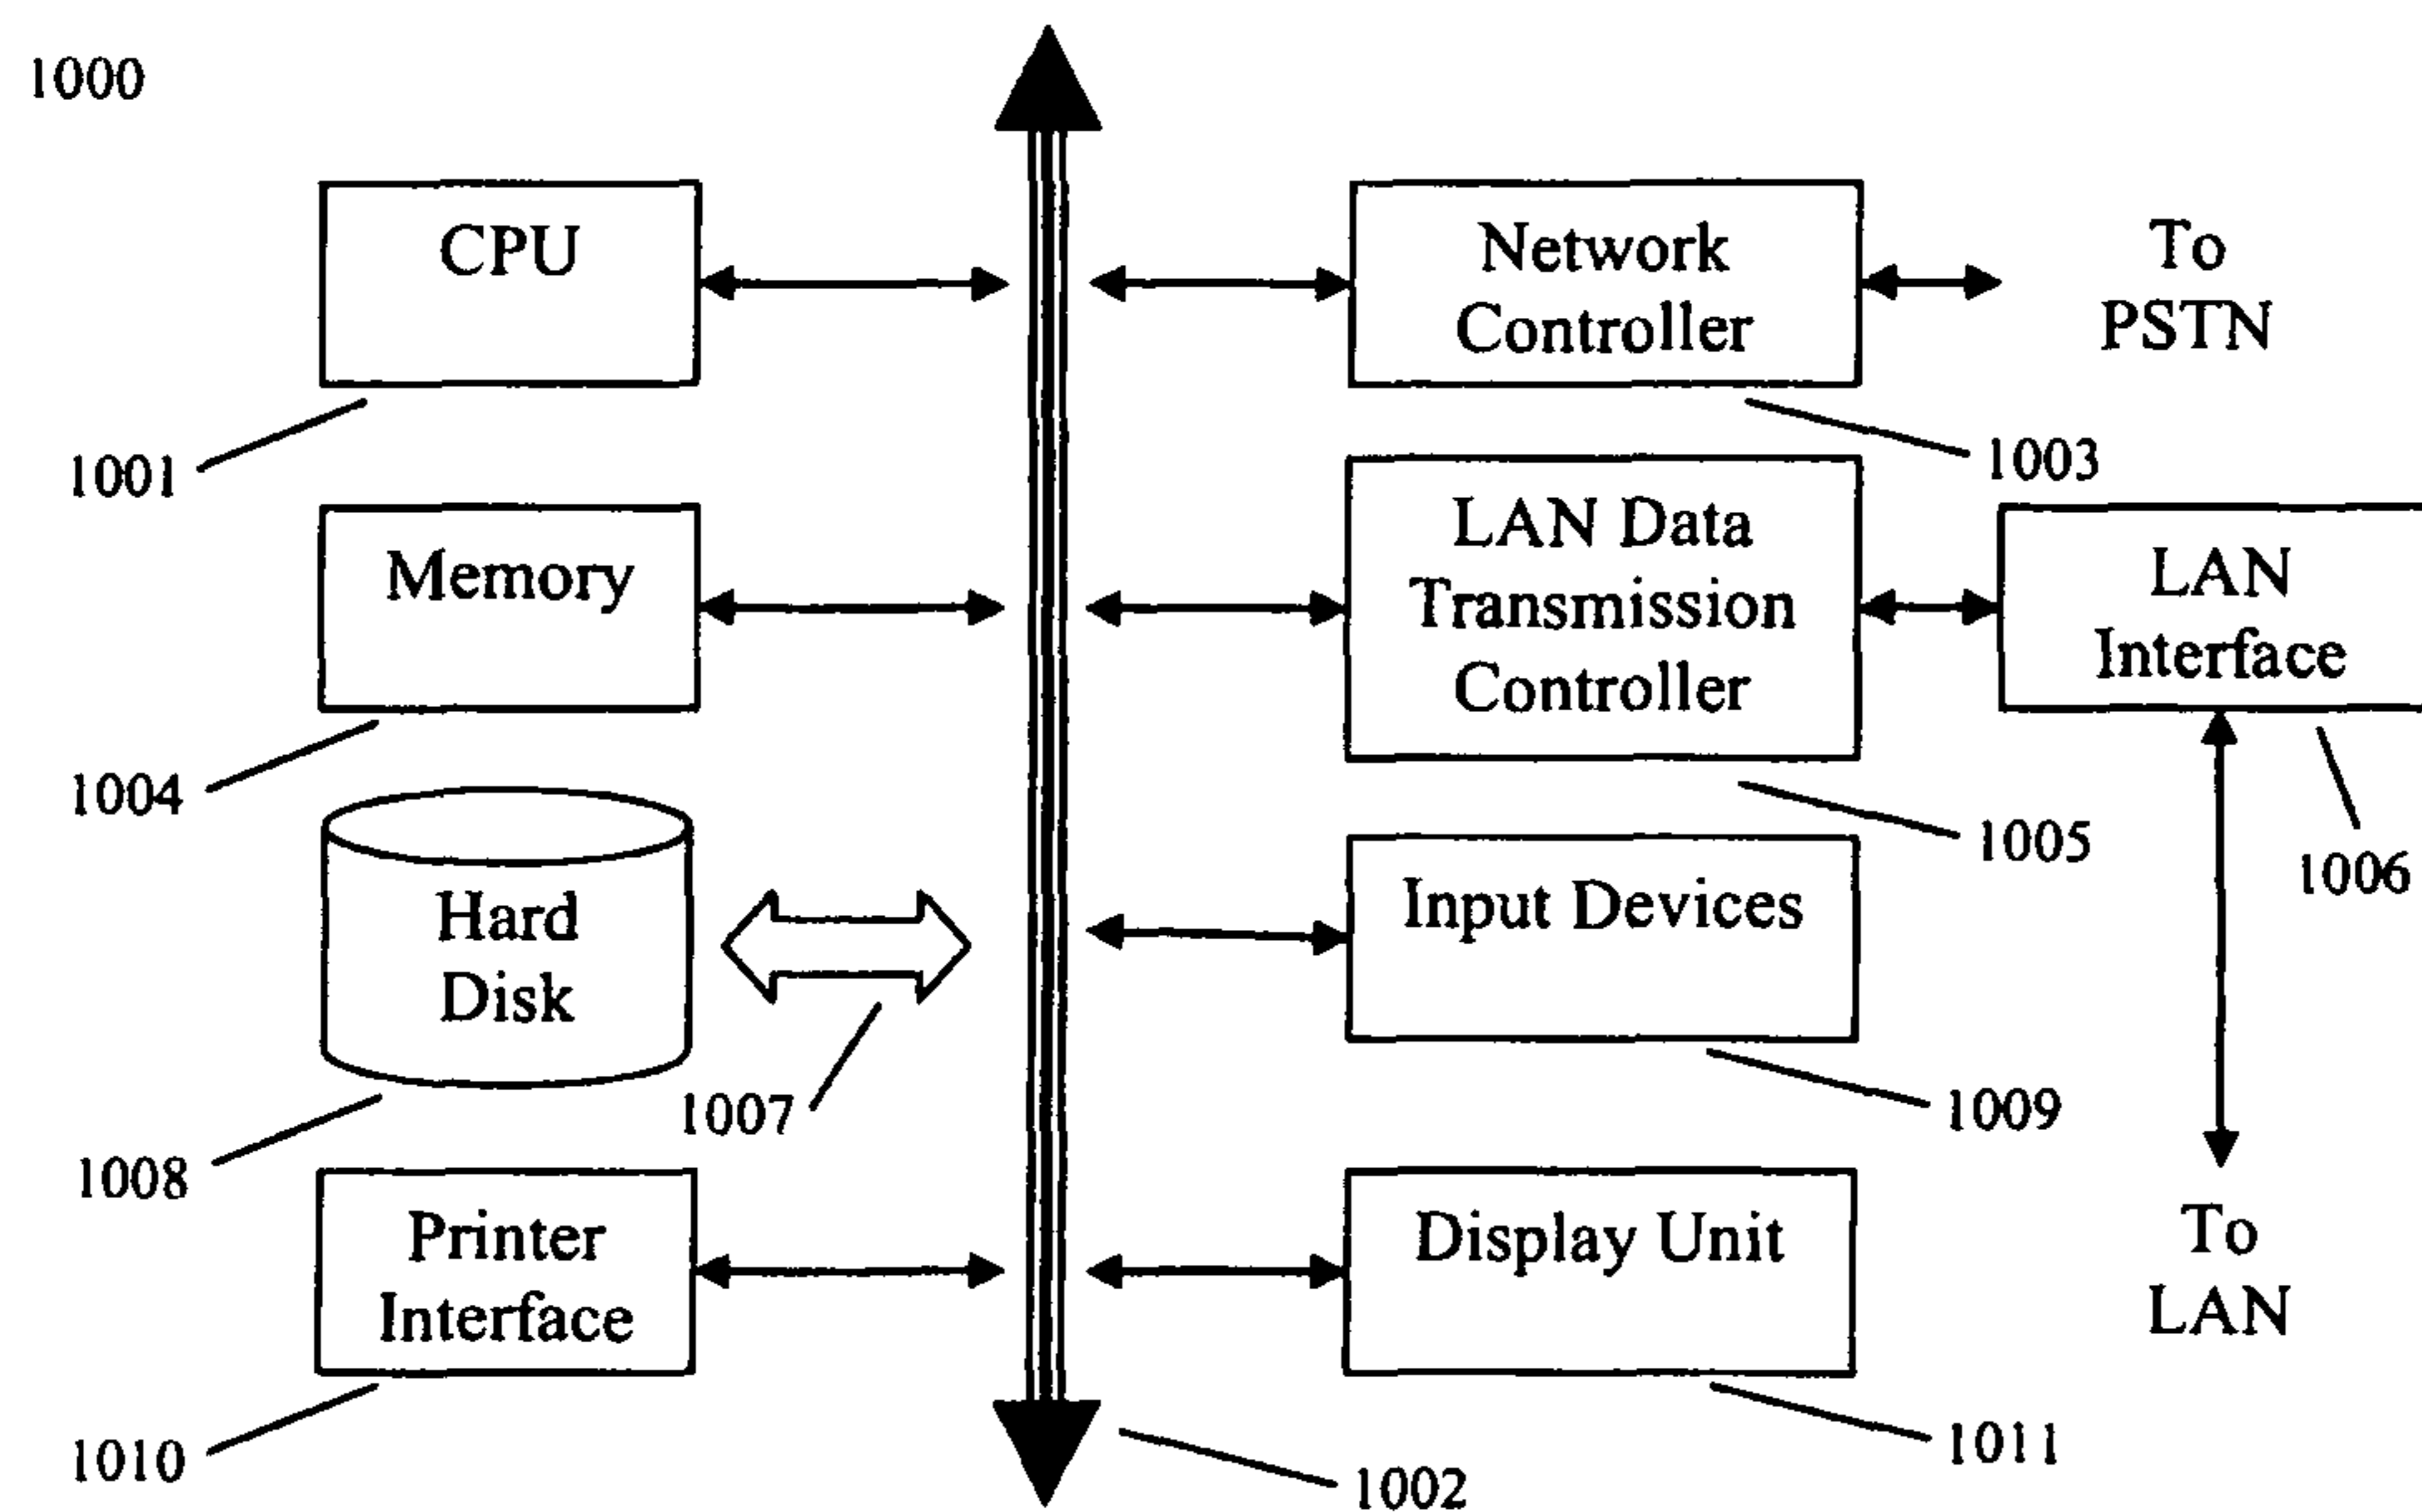 1000
CPU
Network
Controller
To
PSTN
1001
1003
Memory
LAN Data
Transmission
Controller
LAN
Interface
1004
1005
1006
Hard
Disk
1007
Input Devices
1008
1009
Printer
Interface
Display Unit
To
LAN
1010
1002
1011